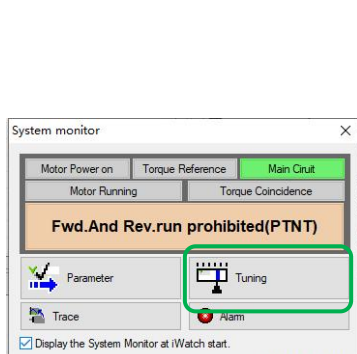 System monitor
Motor Power on Torque Reference Main Ciruit
Motor Running Torque Coincidence
Fwd.And Rev.run prohibited(PTNT)
Parameter Tuning
Trace Alarm
Display the System Monitor at iWatch start.